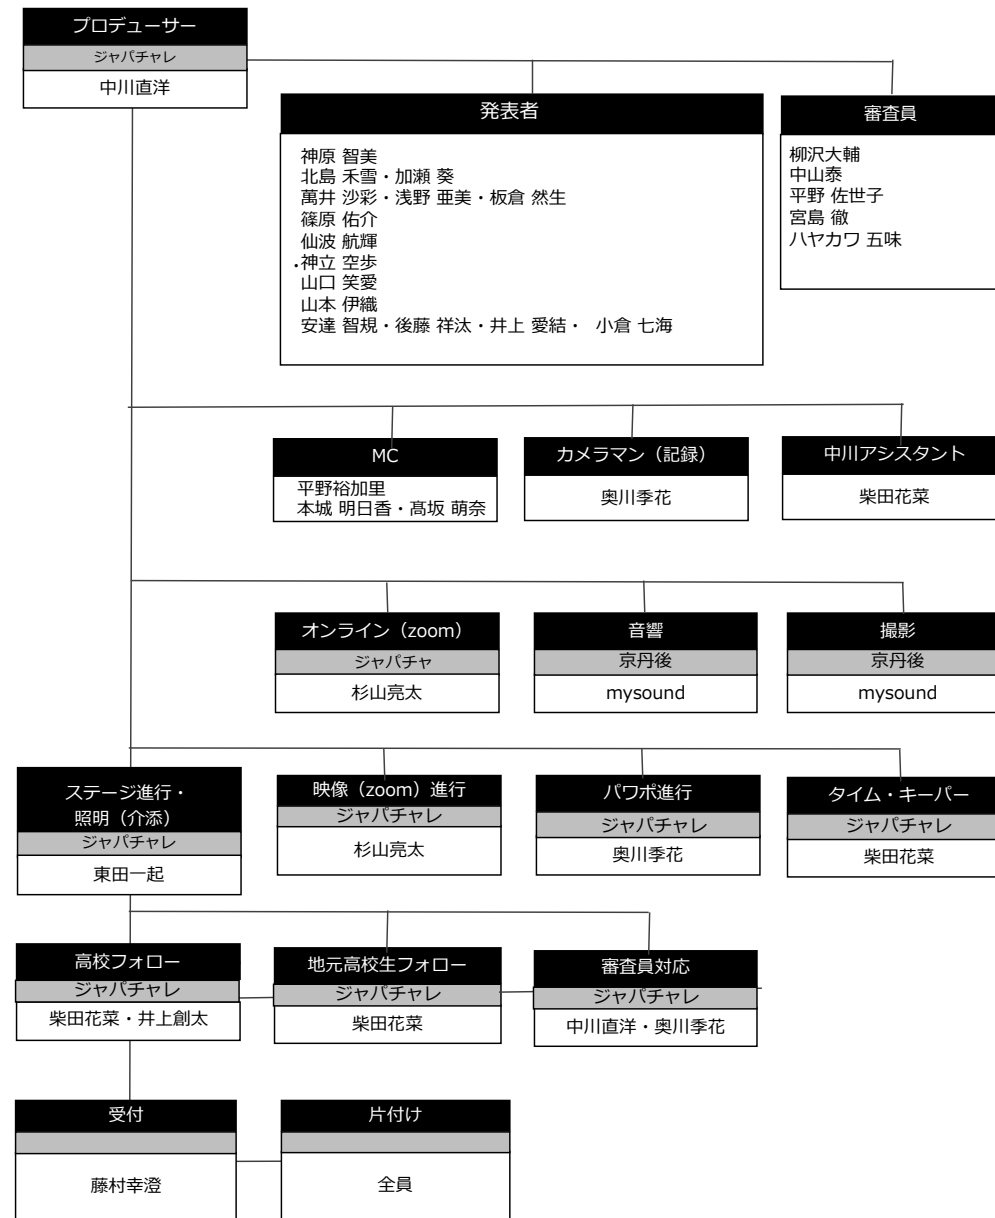 プロデューサー
ジャパチャレ
中川直洋
発表者
神原 智美
北島 禾雪・加瀬 葵
萬井 沙彩・浅野 亜美・板倉 然生
篠原 佑介
仙波 航輝
.神立 空歩
山口 笑愛
山本 伊織
安達 智規・後藤 祥汰・井上 愛結・ 小倉 七海
審査員
柳沢大輔
中山泰
平野 佐世子
宮島 徹
ハヤカワ 五味
MC
平野裕加里
本城 明日香・髙坂 萌奈
カメラマン（記録）
奥川季花
中川アシスタント
柴田花菜
オンライン（zoom）
ジャパチャ
杉山亮太
音響
京丹後
mysound
撮影
京丹後
mysound
ステージ進行・
照明（介添）
ジャパチャレ
東田一起
映像（zoom）進行
ジャパチャレ
杉山亮太
パワポ進行
ジャパチャレ
奥川季花
タイム・キーパー
ジャパチャレ
柴田花菜
高校フォロー
ジャパチャレ
柴田花菜・井上創太
地元高校生フォロー
ジャパチャレ
柴田花菜
審査員対応
ジャパチャレ
中川直洋・奥川季花
受付
藤村幸澄
片付け
全員